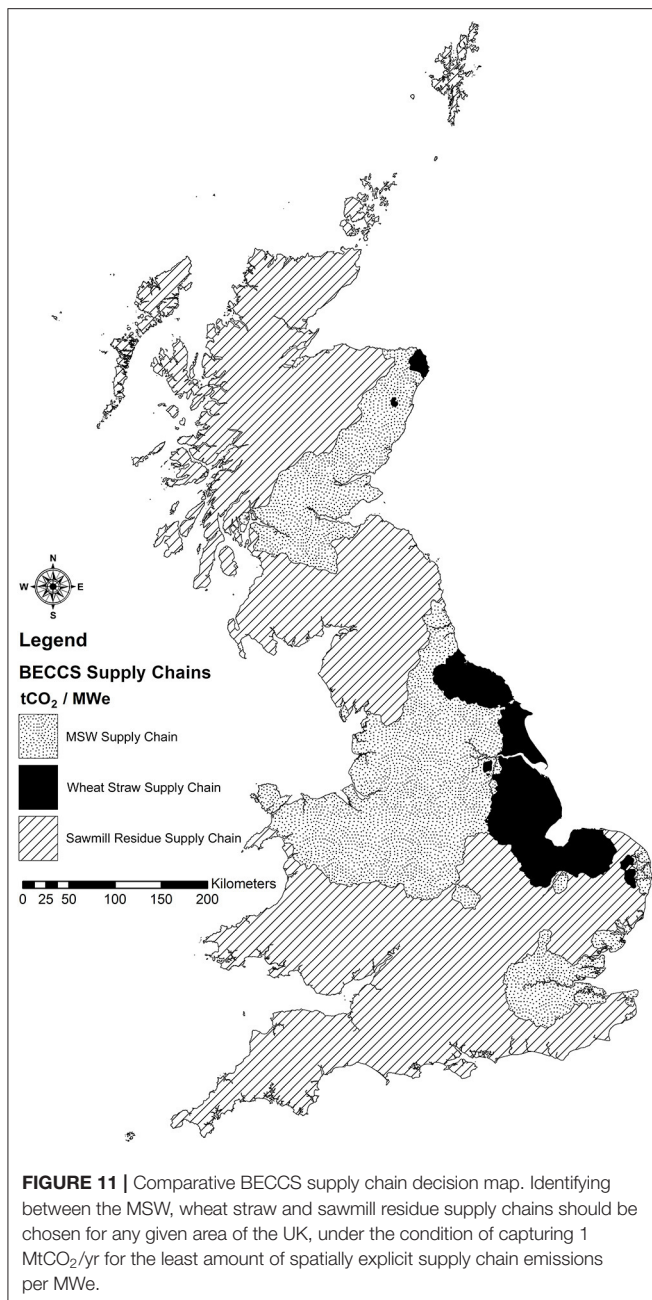 N
W E
S
Legend
BECCS Supply Chains
tCO₂ / MWe
MSW Supply Chain
Wheat Straw Supply Chain
Sawmill Residue Supply Chain
Kilometers
0 25 50 100 150 200
FIGURE 11 | Comparative BECCS supply chain decision map. Identifying
between the MSW, wheat straw and sawmill residue supply chains should be
chosen for any given area of the UK, under the condition of capturing 1
MtCO₂/yr for the least amount of spatially explicit supply chain emissions
per MWe.